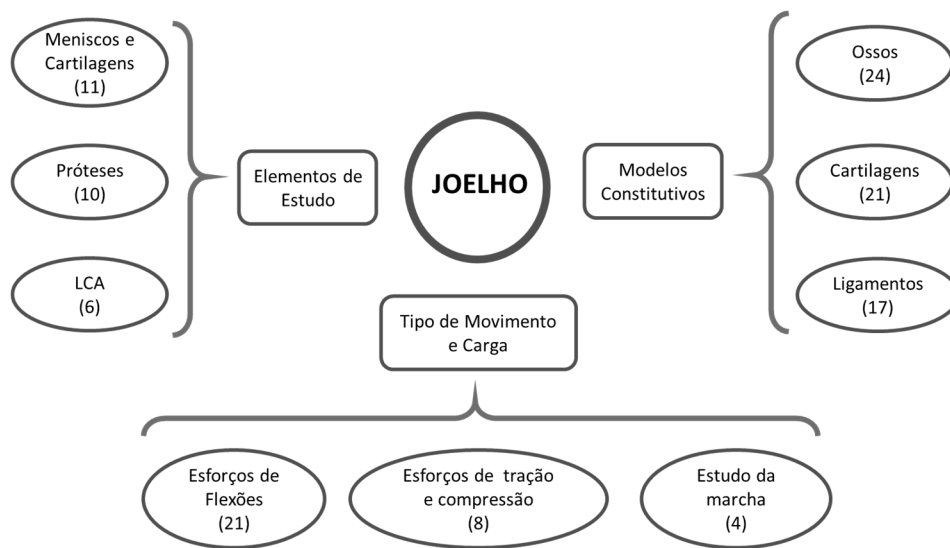 Meniscos e
Cartilagens
(11)
Próteses
(10)
LCA
(6)
Elementos de
Estudo
JOELHO
Modelos
Constitutivos
Ossos
(24)
Cartilagens
(21)
Ligamentos
(17)
Tipo de Movimento
e Carga
Esforços de
Flexões
(21)
Esforços de tração
e compressão
(8)
Estudo da
marcha
(4)